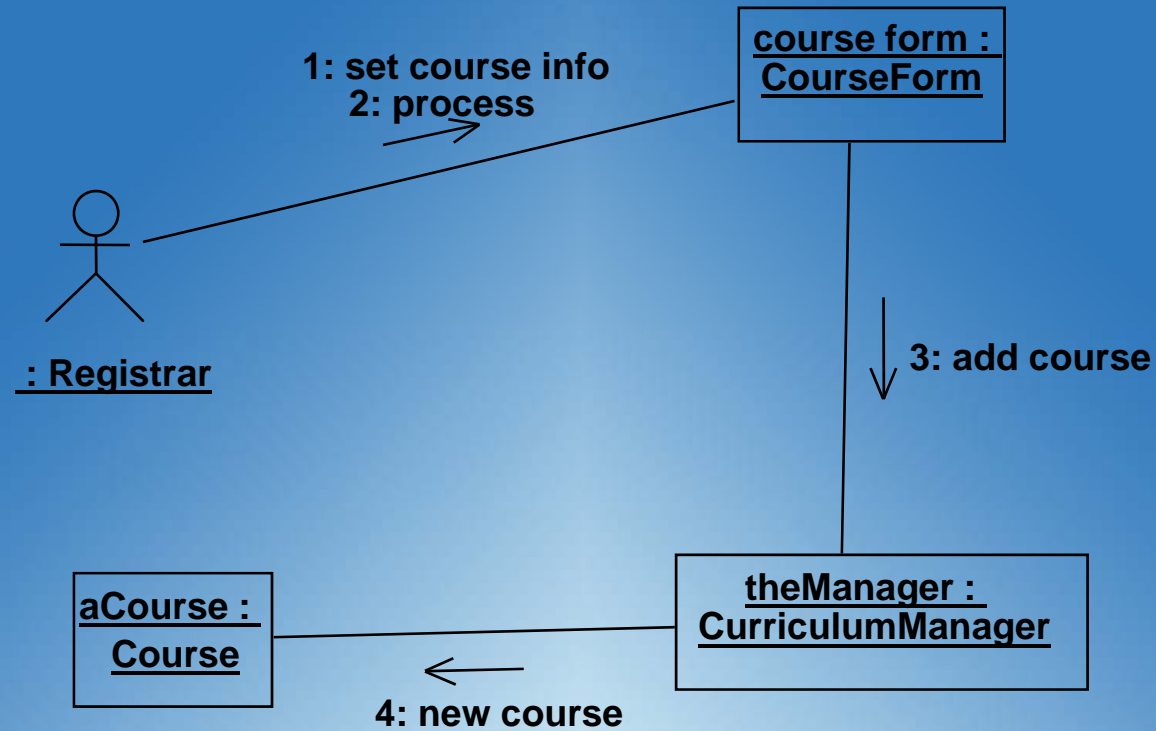 course form :
CourseForm
1: set course info
2: process
: Registrar
3: add course
theManager :
CurriculumManager
aCourse :
Course
4: new course